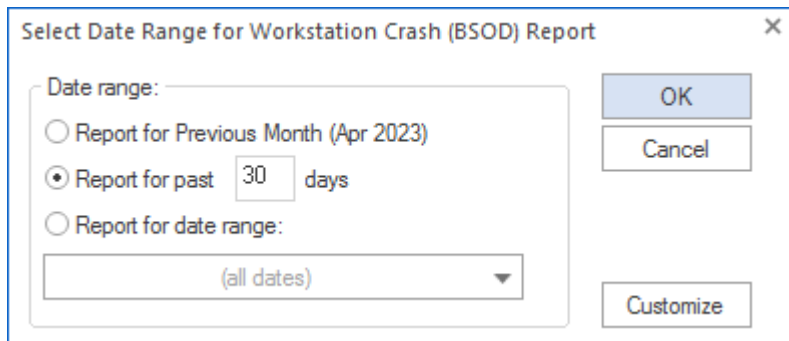 Select Date Range for Workstation Crash (BSOD) Report
Date range:
Report for Previous Month (Apr 2023)
Report for past 30 days
Report for date range:
(all dates)
OK
Cancel
Customize